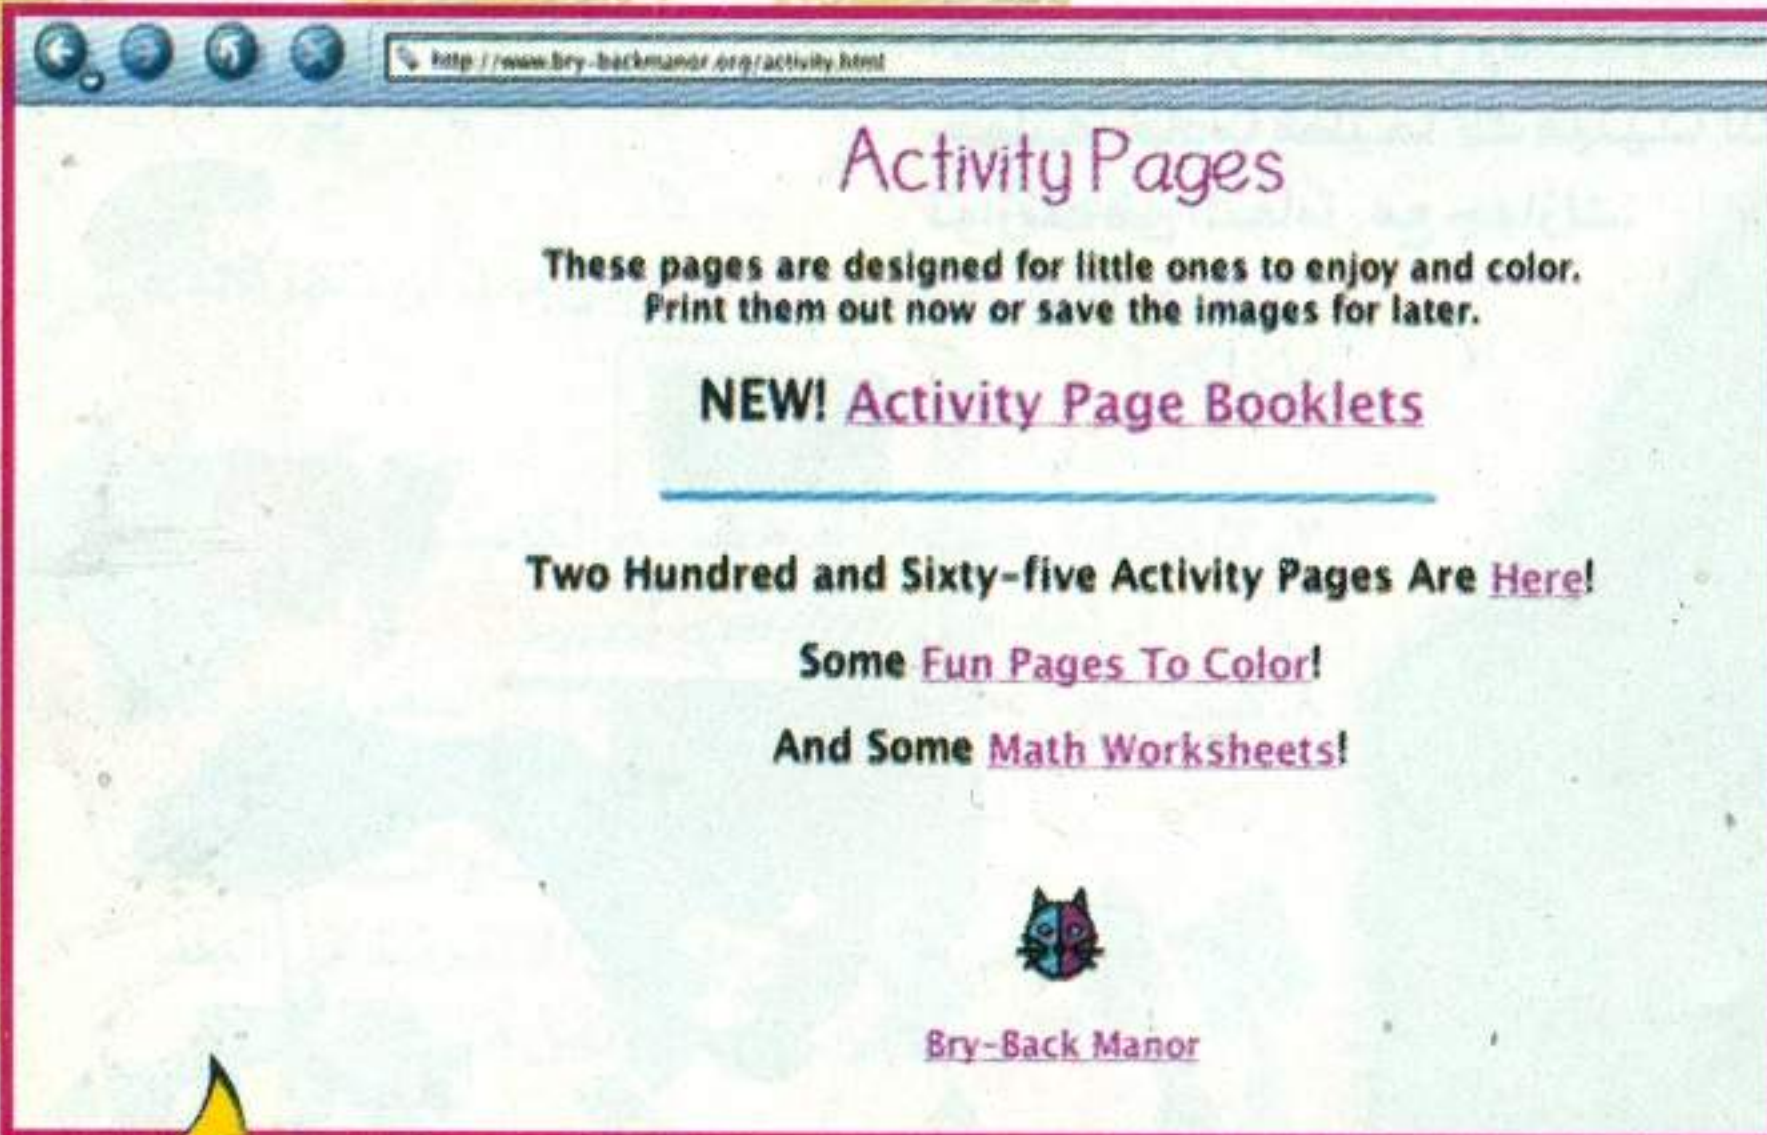 http://www.bry-backmanor.org/activity.html
Activity Pages
These pages are designed for little ones to enjoy and color.
Print them out now or save the images for later.
NEW! Activity Page Booklets
Two Hundred and Sixty-five Activity Pages Are Here!
Some Fun Pages To Color!
And Some Math Worksheets!
Bry-Back Manor